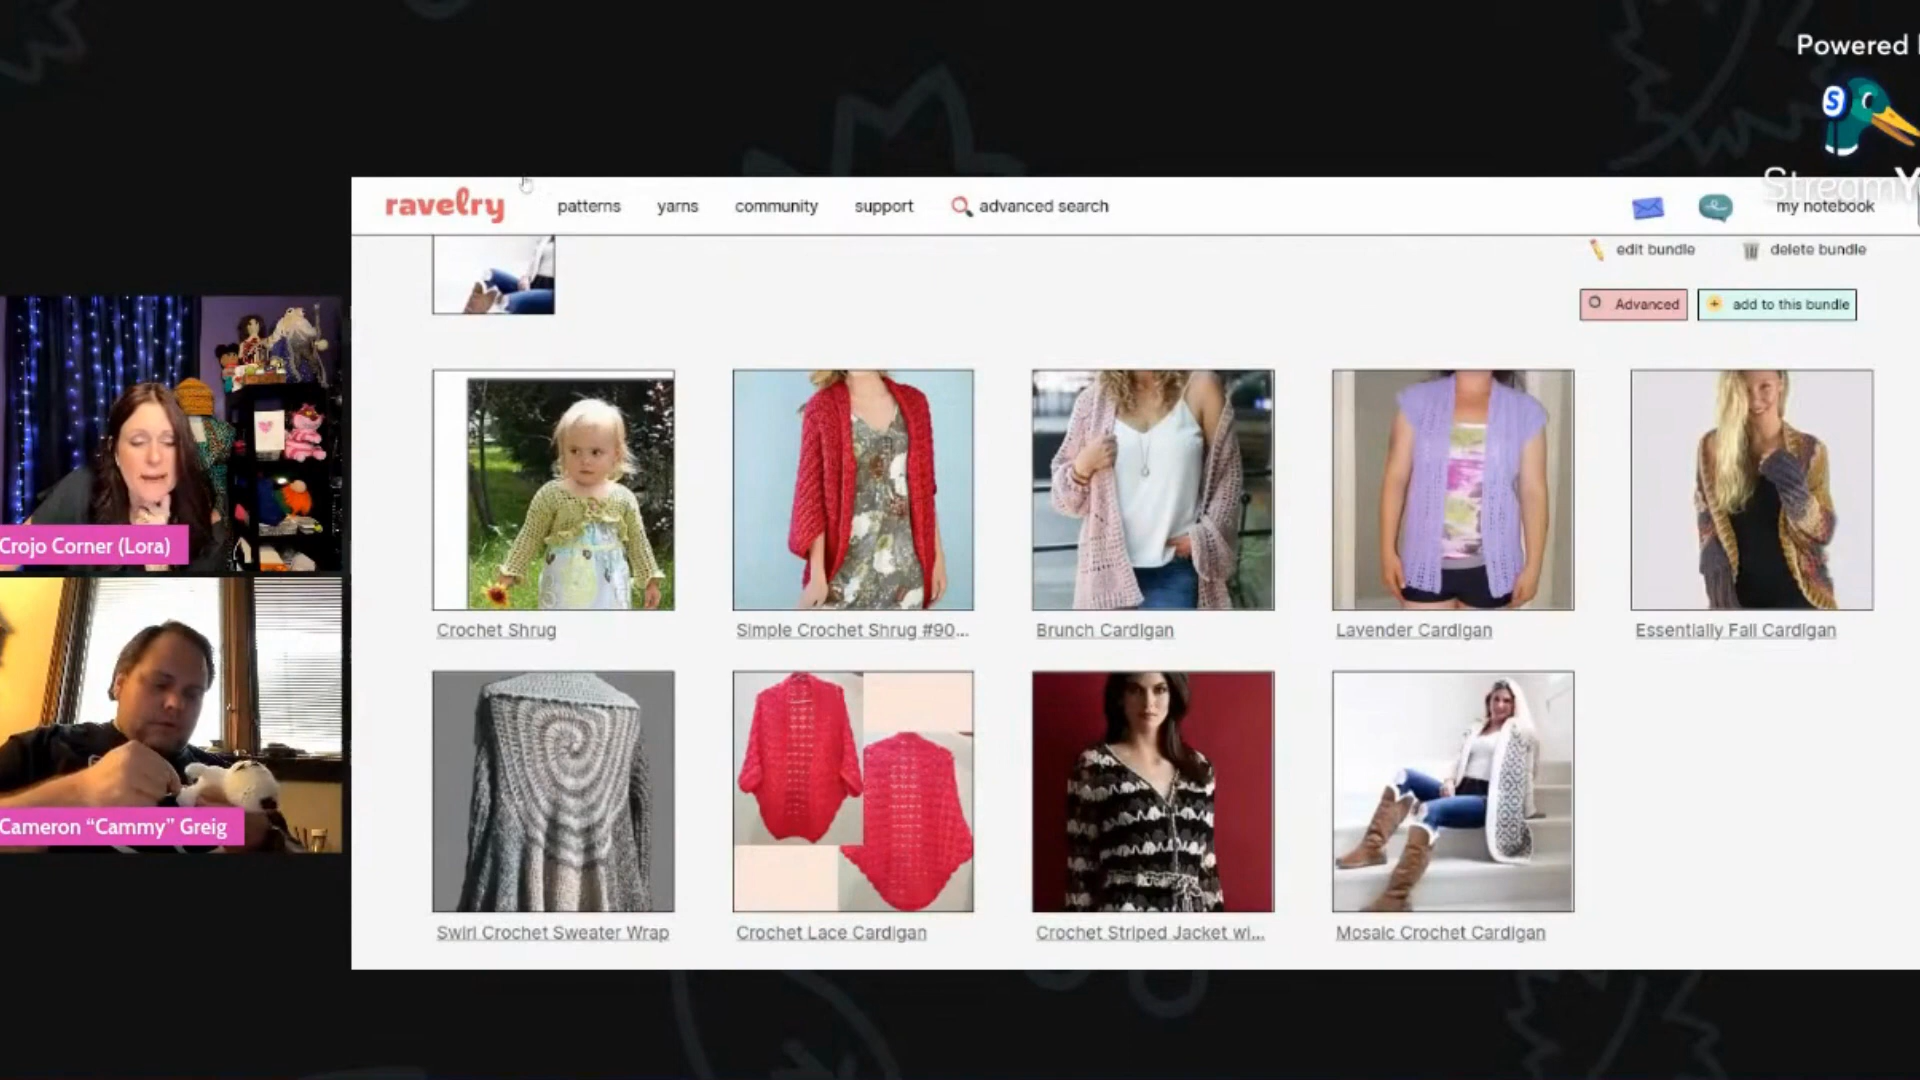 Powered
StreamY
ravelry
patterns
yarns
community
support
advanced search
my notebook
edit bundle
delete bundle
Advanced
add to this bundle
Crochet Shrug
Simple Crochet Shrug #90...
Brunch Cardigan
Lavender Cardigan
Essentially Fall Cardigan
Swirl Crochet Sweater Wrap
Crochet Lace Cardigan
Crochet Striped Jacket wi...
Mosaic Crochet Cardigan
Crojo Corner (Lora)
Cameron “Cammy” Greig